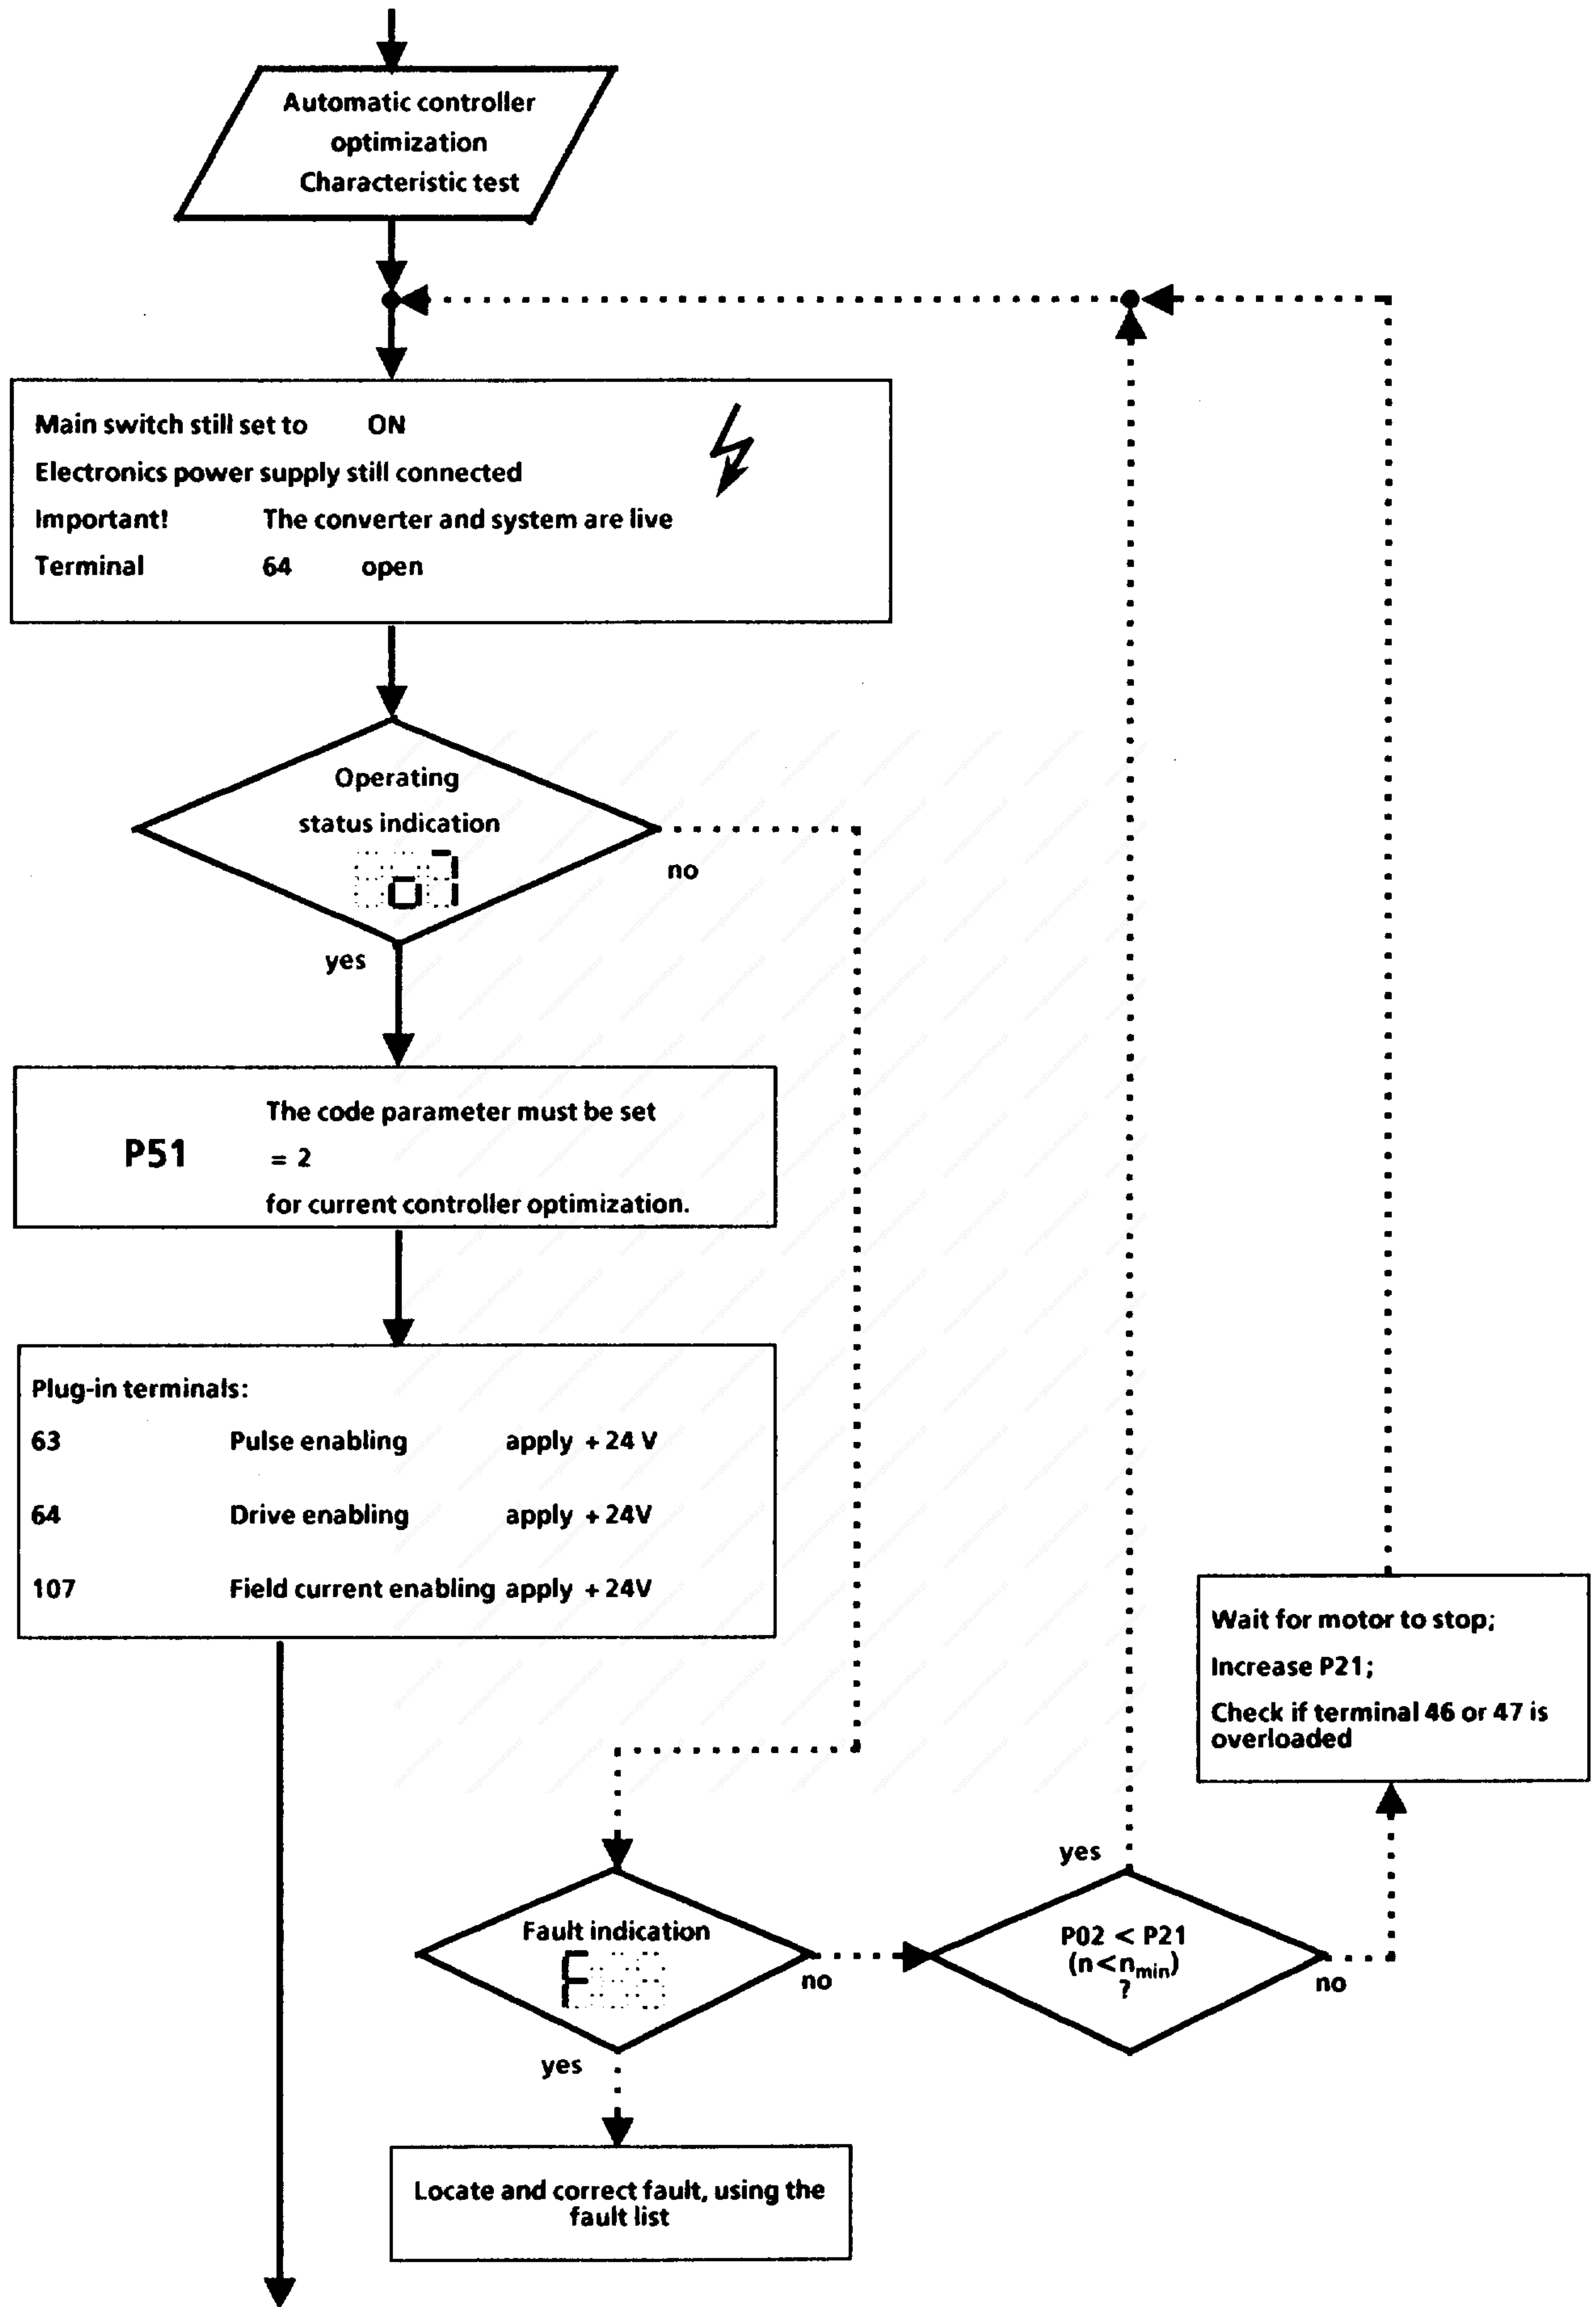 Automatic controller
optimization
Characteristic test
Main switch still set to ON
Electronics power supply still connected
Important! The converter and system are live
Terminal 64 open
Operating
status indication
o7
no
yes
The code parameter must be set
P51 = 2
for current controller optimization.
Plug-in terminals:
63 Pulse enabling apply + 24 V
64 Drive enabling apply + 24V
107 Field current enabling apply + 24V
Wait for motor to stop;
Increase P21;
Check if terminal 46 or 47 is
overloaded
yes
Fault indication
F
no
yes
P02 < P21
(n<nmin)
?
no
Locate and correct fault, using the
fault list